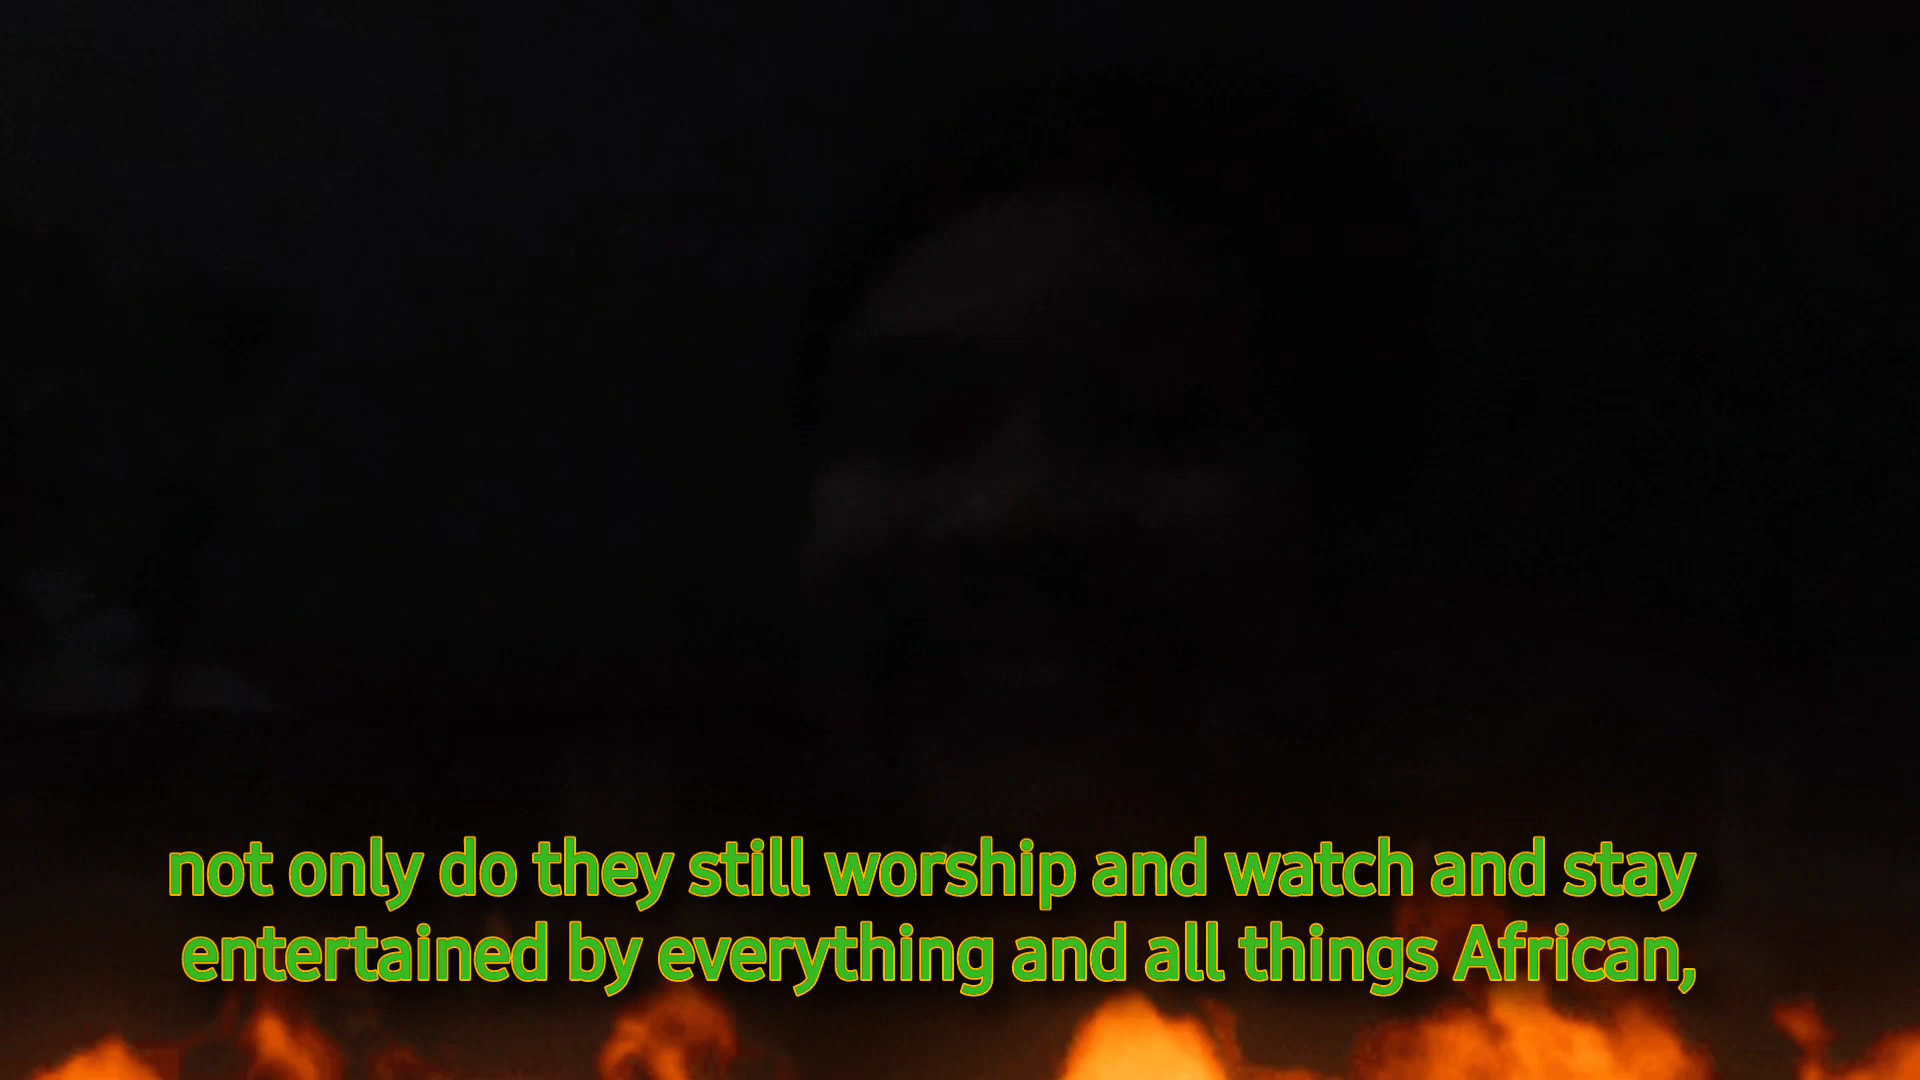 not only do they still worship and watch and stay
entertained by everything and all things African,